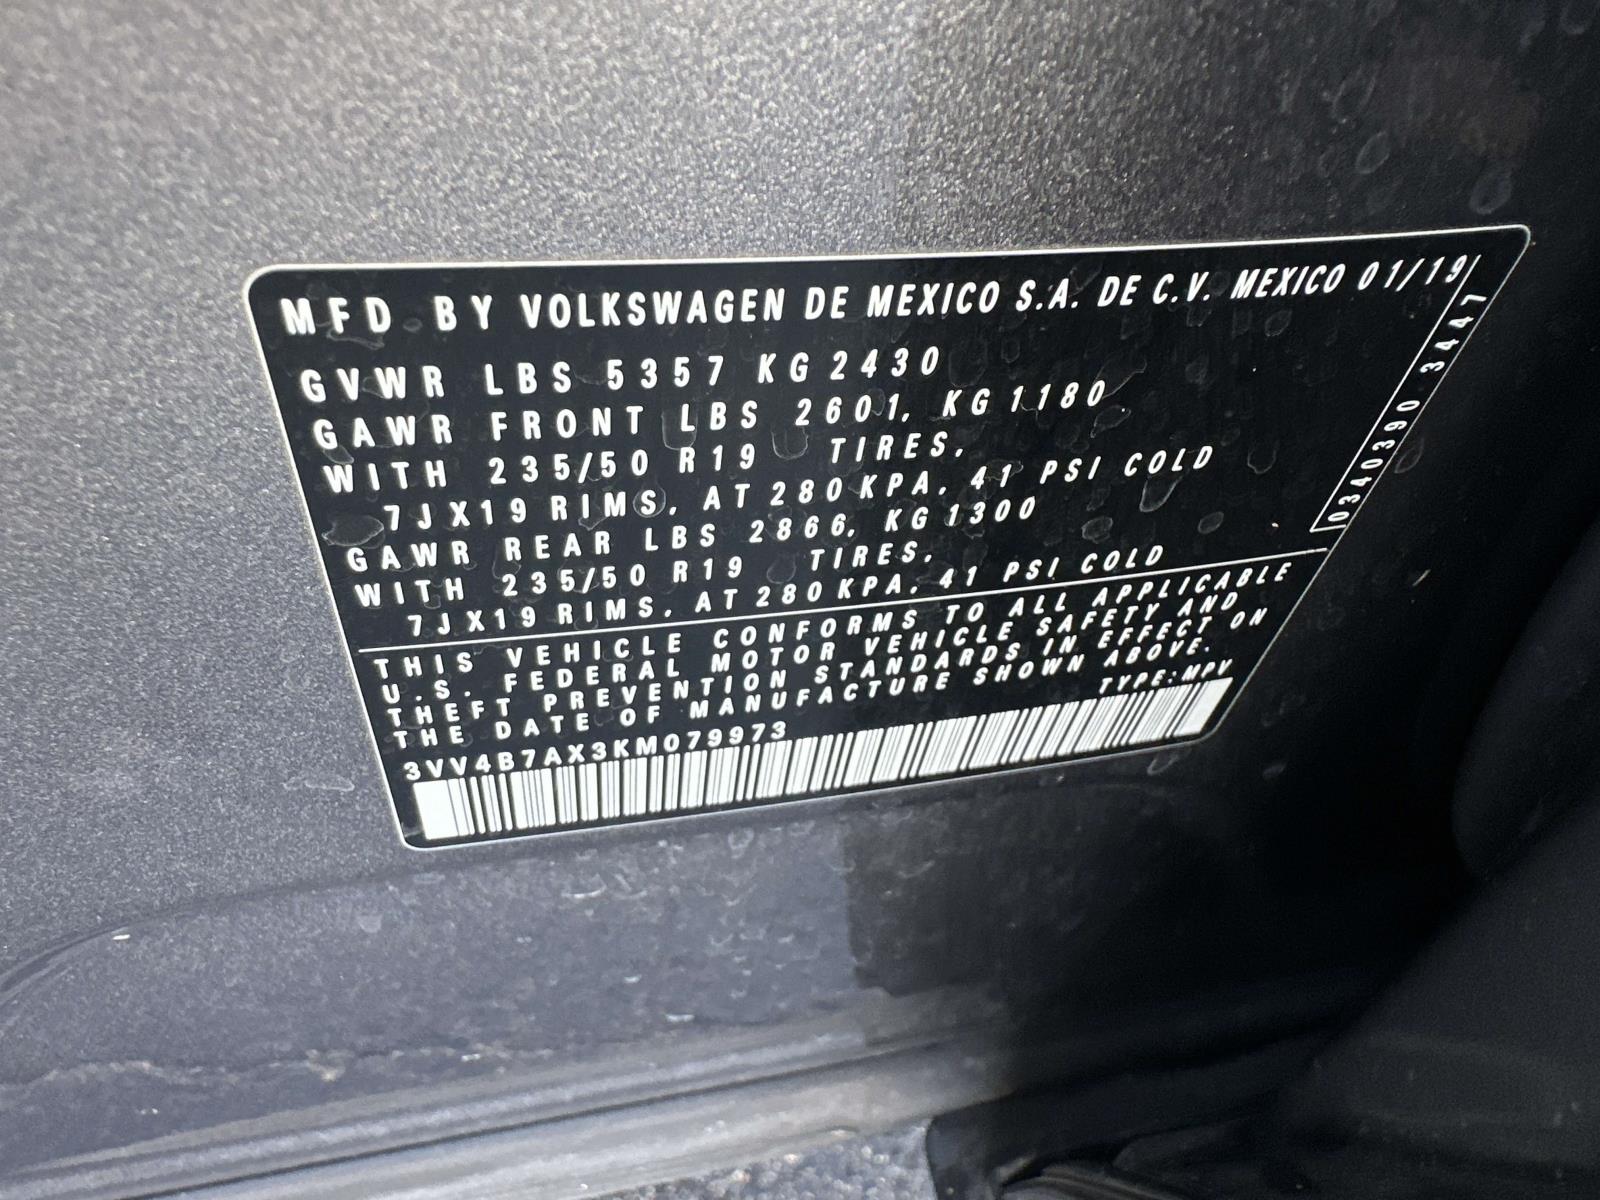 MFD BY VOLKSWAGEN DE MEXICO S.A. DE C.V. MEXICO 01/19
GVWR LBS 5357 KG 2430
GAWR FRONT LBS 2601, KG 1180
WITH 235/50 R19 TIRES,
7JX19 RIMS, AT 280 KPA, 41 PSI COLD
GAWR REAR LBS 2866, KG 1300
WITH 235/50 R19 TIRES,
7JX19 RIMS, AT 280 KPA, 41 PSI COLD
0340390 3447
THIS VEHICLE CONFORMS TO ALL APPLICABLE
U.S. FEDERAL MOTOR VEHICLE SAFETY AND
THEFT PREVENTION STANDARDS IN EFFECT ON
THE DATE OF MANUFACTURE SHOWN ABOVE.
TYPE: MPV
3VV4B7AX3KM079973